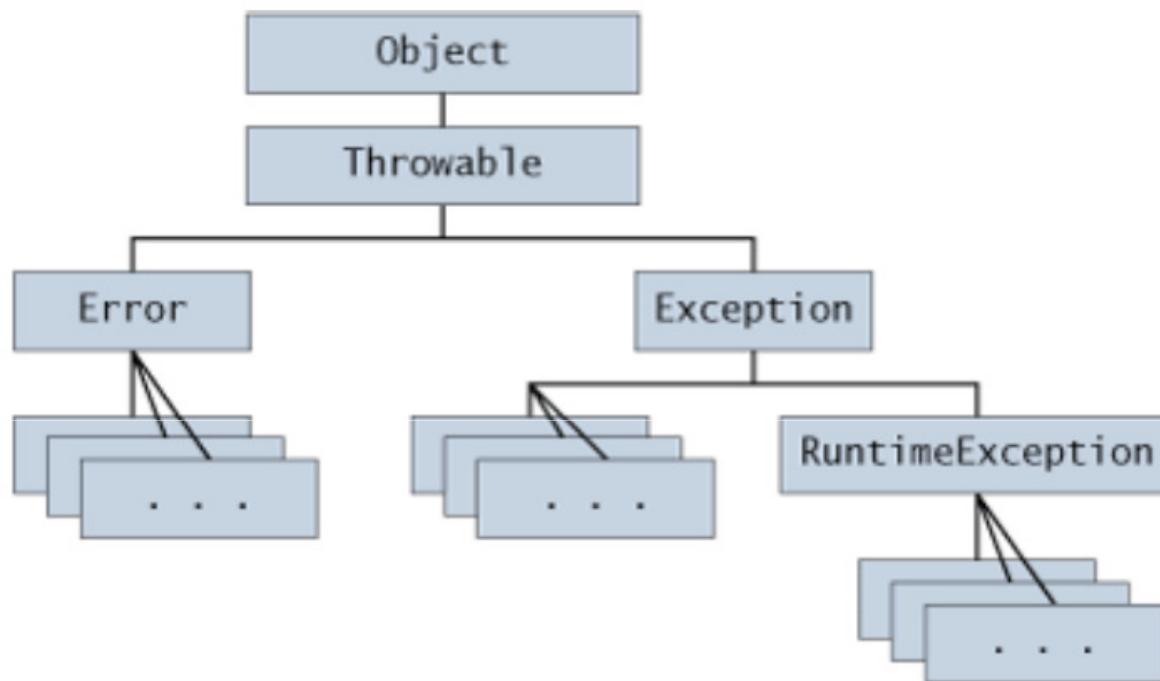 Object
Throwable
Error
Exception
. . .
. . .
RuntimeException
. . .